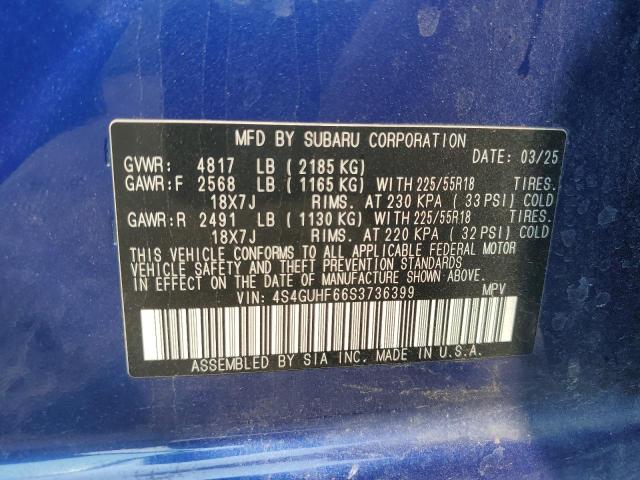 MFD BY SUBARU CORPORATION
DATE: 03/25
GVWR: 4817 LB (2185 KG)
GAWR:F 2568 LB (1165 KG) WITH 225/55R18 TIRES.
18X7J RIMS. AT 230 KPA (33 PSI) COLD
GAWR:R 2491 LB (1130 KG) WITH 225/55R18 TIRES.
18X7J RIMS. AT 220 KPA (32 PSI) COLD
THIS VEHICLE CONFORMS TO ALL APPLICABLE FEDERAL MOTOR
VEHICLE SAFETY AND THEFT PREVENTION STANDARDS
IN EFFECT ON THE DATE OF MANUFACTURE SHOWN ABOVE.
VIN: 4S4GUHF66S3736399 MPV
ASSEMBLED BY SIA INC. MADE IN U.S.A.